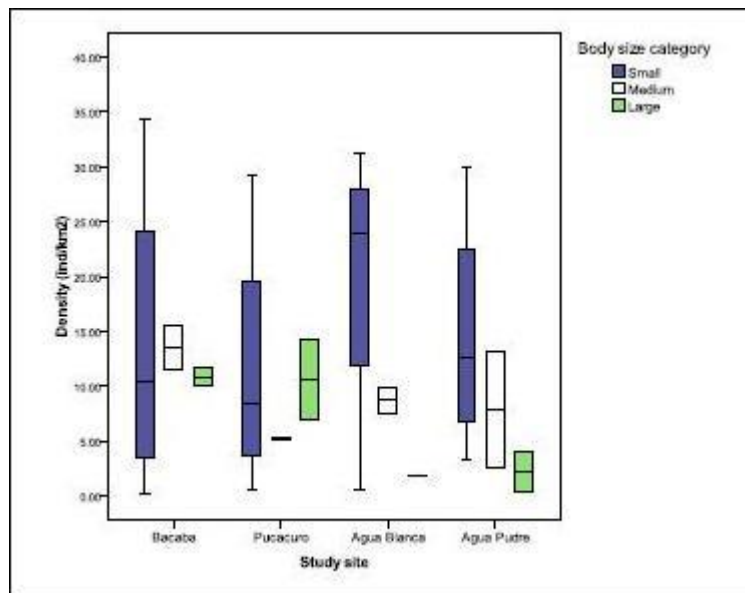 Body size category
Small
Medium
Large
40.00
35.00
30.00
25.00
20.00
15.00
10.00
5.00
0.00
Density (ind/km2)
Bacaba
Pucacuro
Agua Blanca
Agua Pudre
Study site